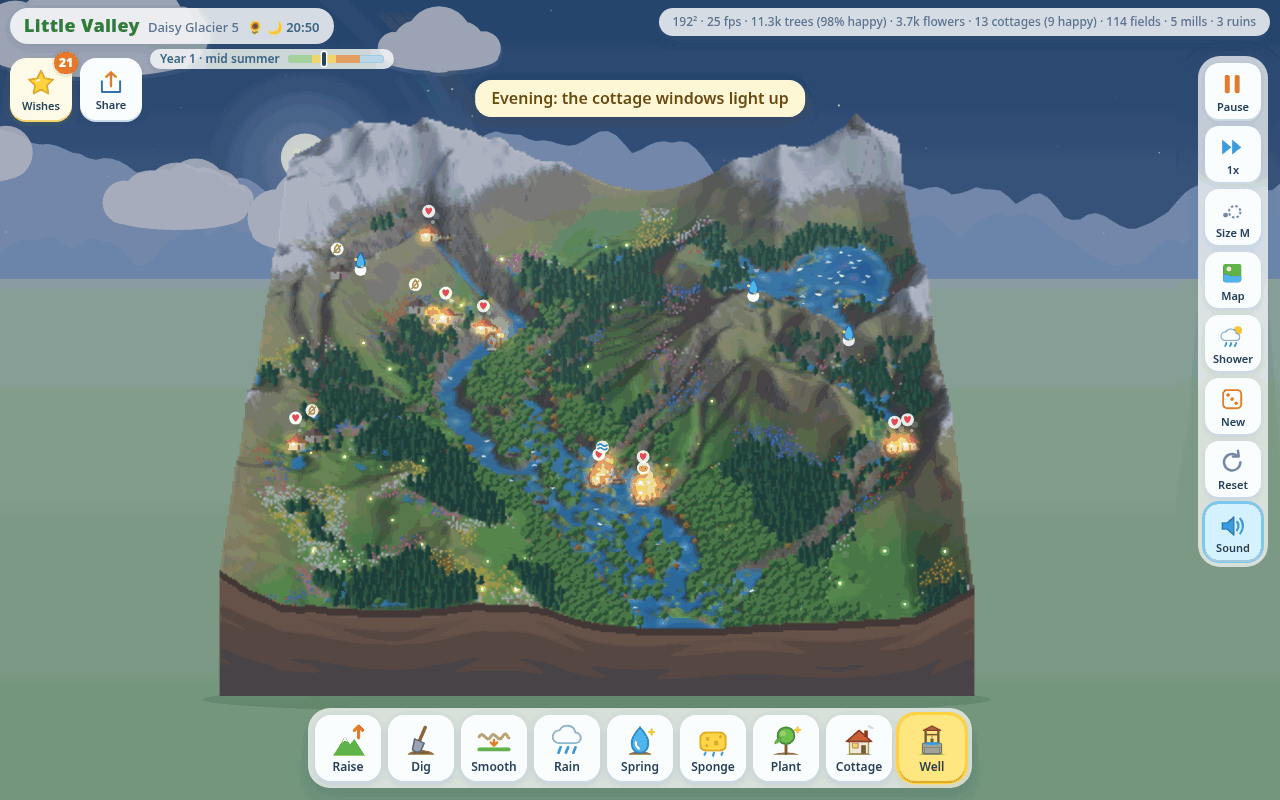 Little Valley Daisy Glacier 5 🌻 🌙 20:50
192² · 25 fps · 11.3k trees (98% happy) · 3.7k flowers · 13 cottages (9 happy) · 114 fields · 5 mills · 3 ruins
Year 1 · mid summer
21
Wishes
Share
Evening: the cottage windows light up
Pause
1x
Size M
Map
Shower
New
Reset
Sound
Raise
Dig
Smooth
Rain
Spring
Sponge
Plant
Cottage
Well